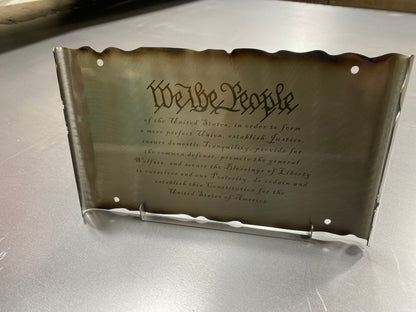 We the People
of the United States, in order to form
a more perfect Union, establish Justice,
insure domestic Tranquility, provide for
the common defense, promote the general
Welfare, and secure the Blessings of Liberty
to ourselves and our Posterity, do ordain and
establish this Constitution for the
United States of America